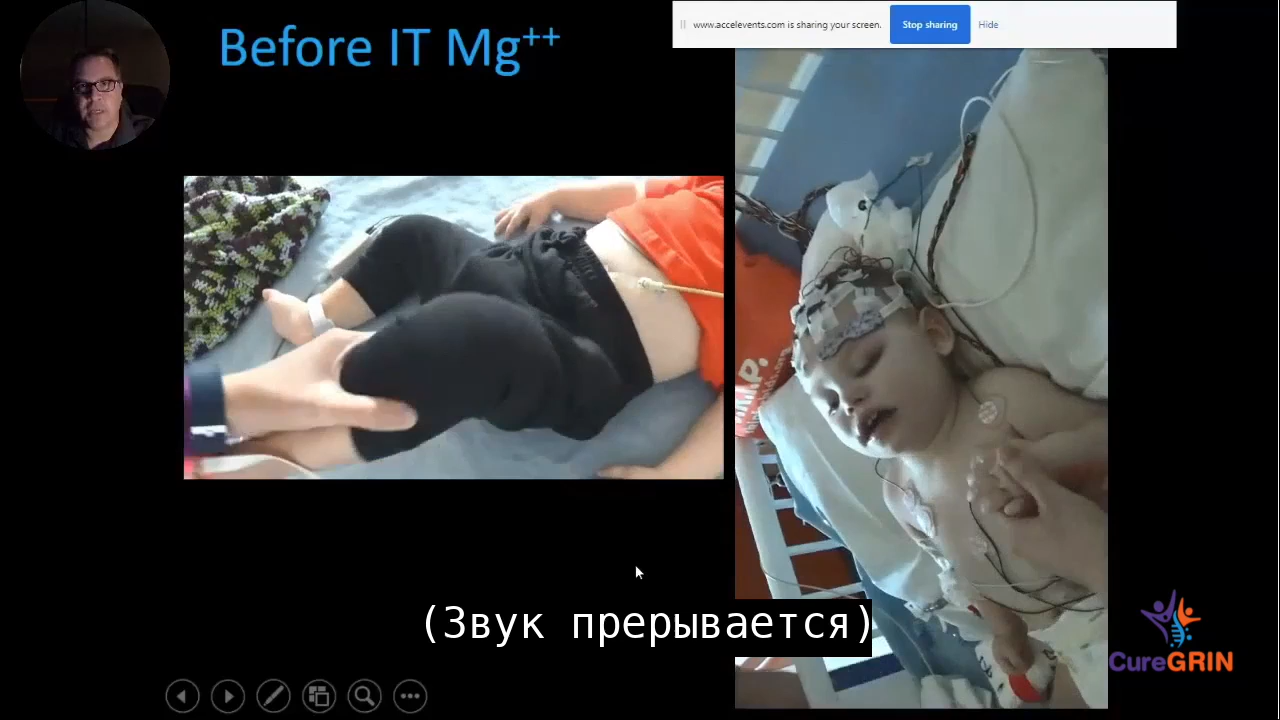 Before IT Mg++
www.accelevents.com is sharing your screen. Stop sharing Hide
(Звук прерывается)
CureGRIN